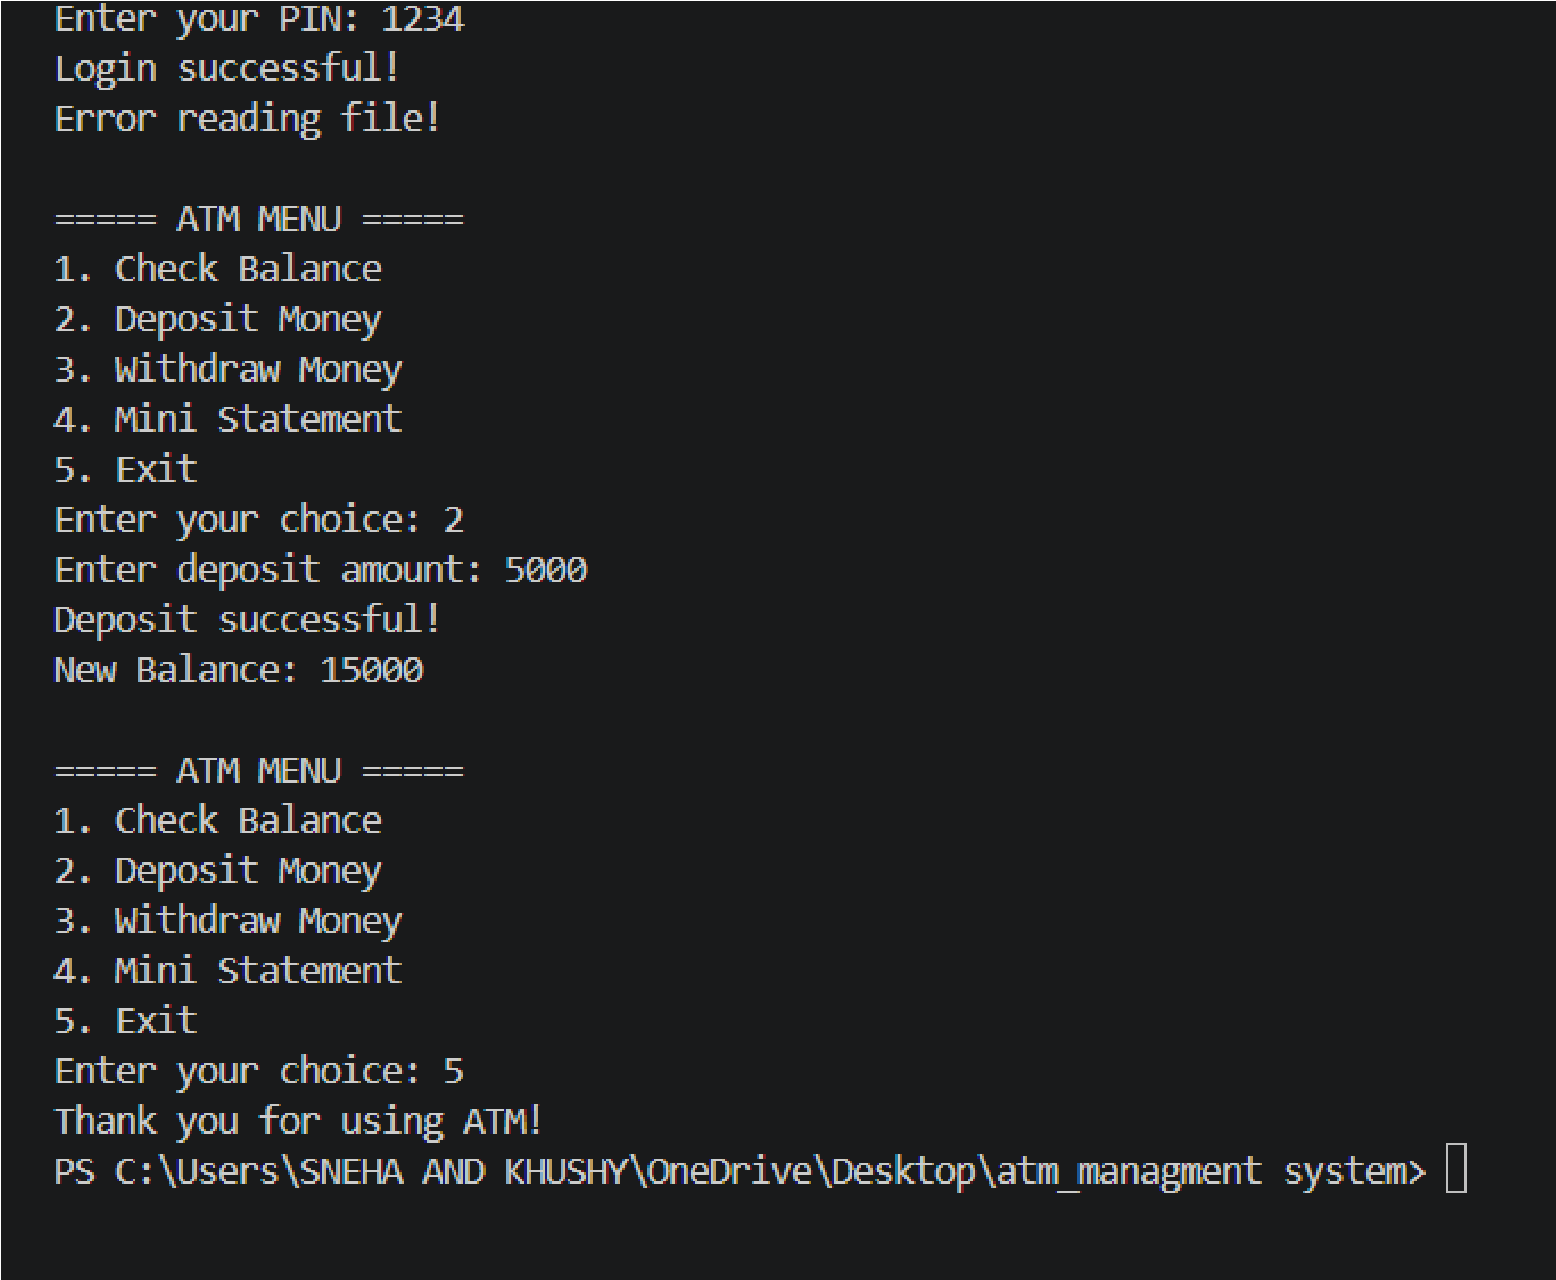 Enter your PIN: 1234
Login successful!
Error reading file!
===== ATM MENU =====
1. Check Balance
2. Deposit Money
3. Withdraw Money
4. Mini Statement
5. Exit
Enter your choice: 2
Enter deposit amount: 5000
Deposit successful!
New Balance: 15000
===== ATM MENU =====
1. Check Balance
2. Deposit Money
3. Withdraw Money
4. Mini Statement
5. Exit
Enter your choice: 5
Thank you for using ATM!
PS C:\Users\SNEHA AND KHUSHY\OneDrive\Desktop\atm_managment system>